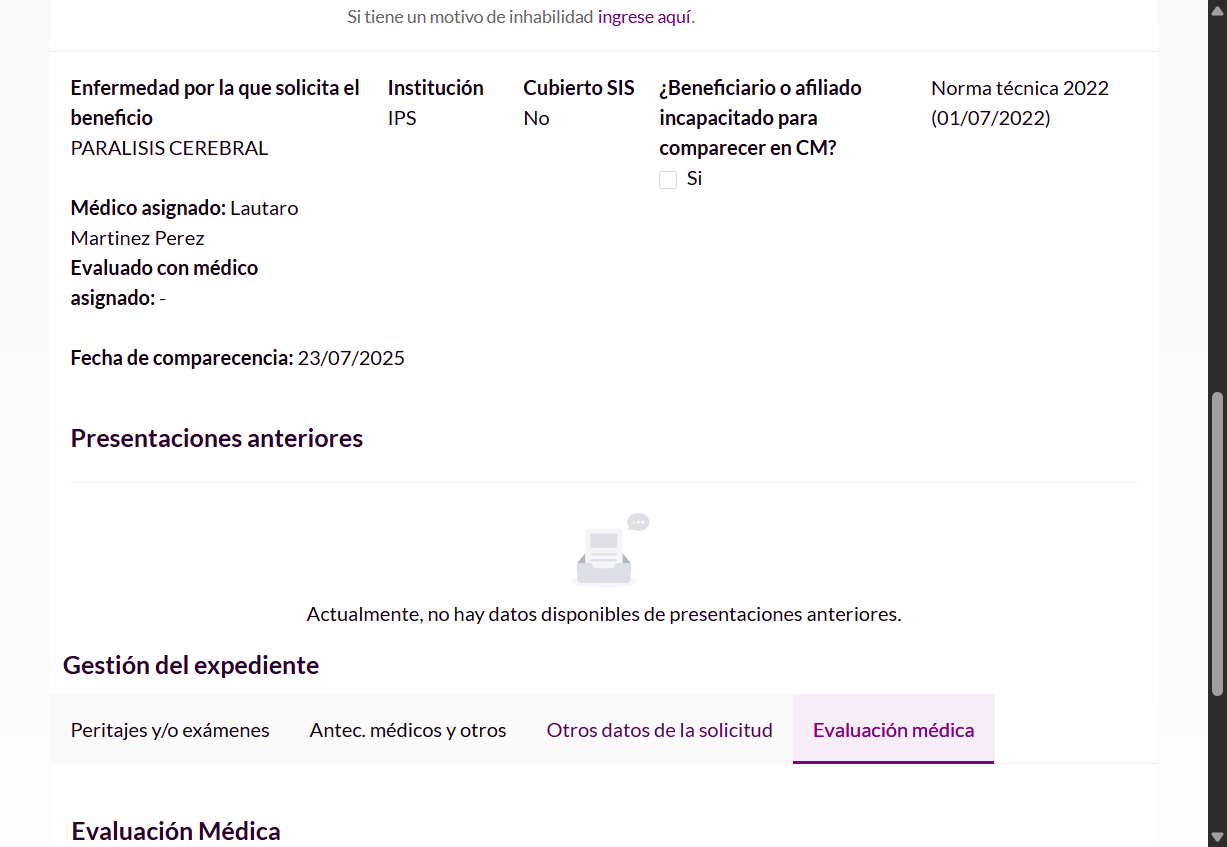 Si tiene un motivo de inhabilidad ingrese aquí.
Enfermedad por la que solicita el
beneficio
PARALISIS CEREBRAL
Institución
IPS
Cubierto SIS
No
¿Beneficiario o afiliado
incapacitado para
comparecer en CM?
Si
Norma técnica 2022
(01/07/2022)
Médico asignado: Lautaro
Martinez Perez
Evaluado con médico
asignado: -
Fecha de comparecencia: 23/07/2025
Presentaciones anteriores
Actualmente, no hay datos disponibles de presentaciones anteriores.
Gestión del expediente
Peritajes y/o exámenes
Antec. médicos y otros
Otros datos de la solicitud
Evaluación médica
Evaluación Médica